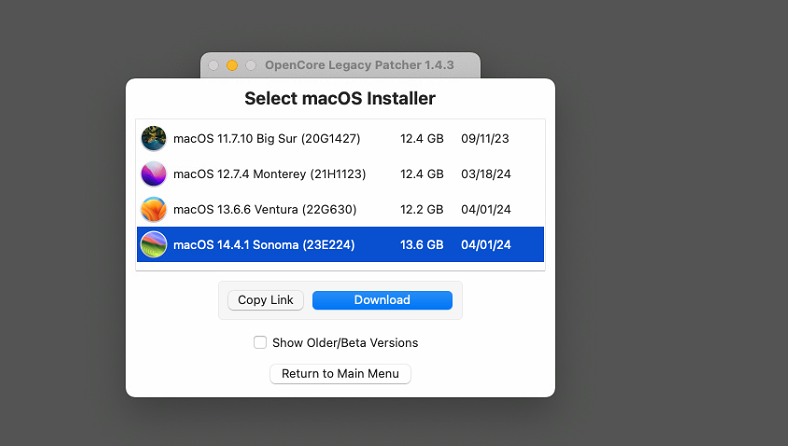 OpenCore Legacy Patcher 1.4.3
Select macOS Installer
macOS 11.7.10 Big Sur (20G1427) 12.4 GB 09/11/23
macOS 12.7.4 Monterey (21H1123) 12.4 GB 03/18/24
macOS 13.6.6 Ventura (22G630) 12.2 GB 04/01/24
macOS 14.4.1 Sonoma (23E224) 13.6 GB 04/01/24
Copy Link Download
Show Older/Beta Versions
Return to Main Menu